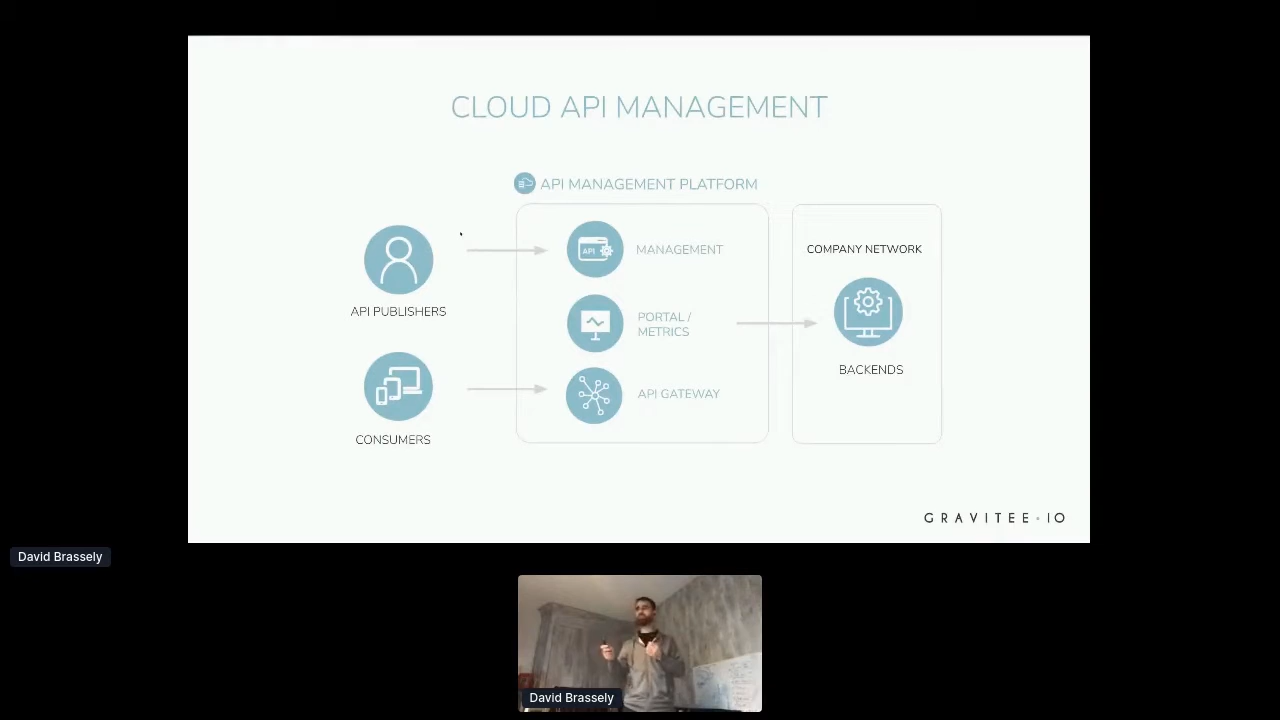 CLOUD API MANAGEMENT
API MANAGEMENT PLATFORM
API PUBLISHERS
CONSUMERS
API
MANAGEMENT
PORTAL /
METRICS
API GATEWAY
COMPANY NETWORK
BACKENDS
GRAVITEE·IO
David Brassely
David Brassely